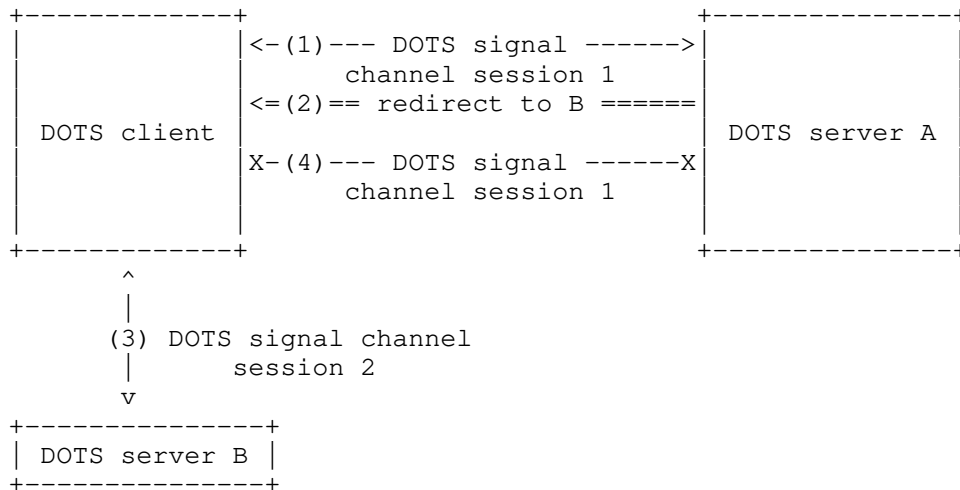 +-------------+                            +---------------+
|             |<-(1)--- DOTS signal ------>|               |
|             |      channel session 1     |               |
|             |<=(2)== redirect to B ======|               |
| DOTS client |                            | DOTS server A |
|             |X-(4)--- DOTS signal ------X|               |
|             |      channel session 1     |               |
|             |                            |               |
+-------------+                            +---------------+
       ^
       |
      (3) DOTS signal channel
       |      session 2
       v
+---------------+
| DOTS server B |
+---------------+